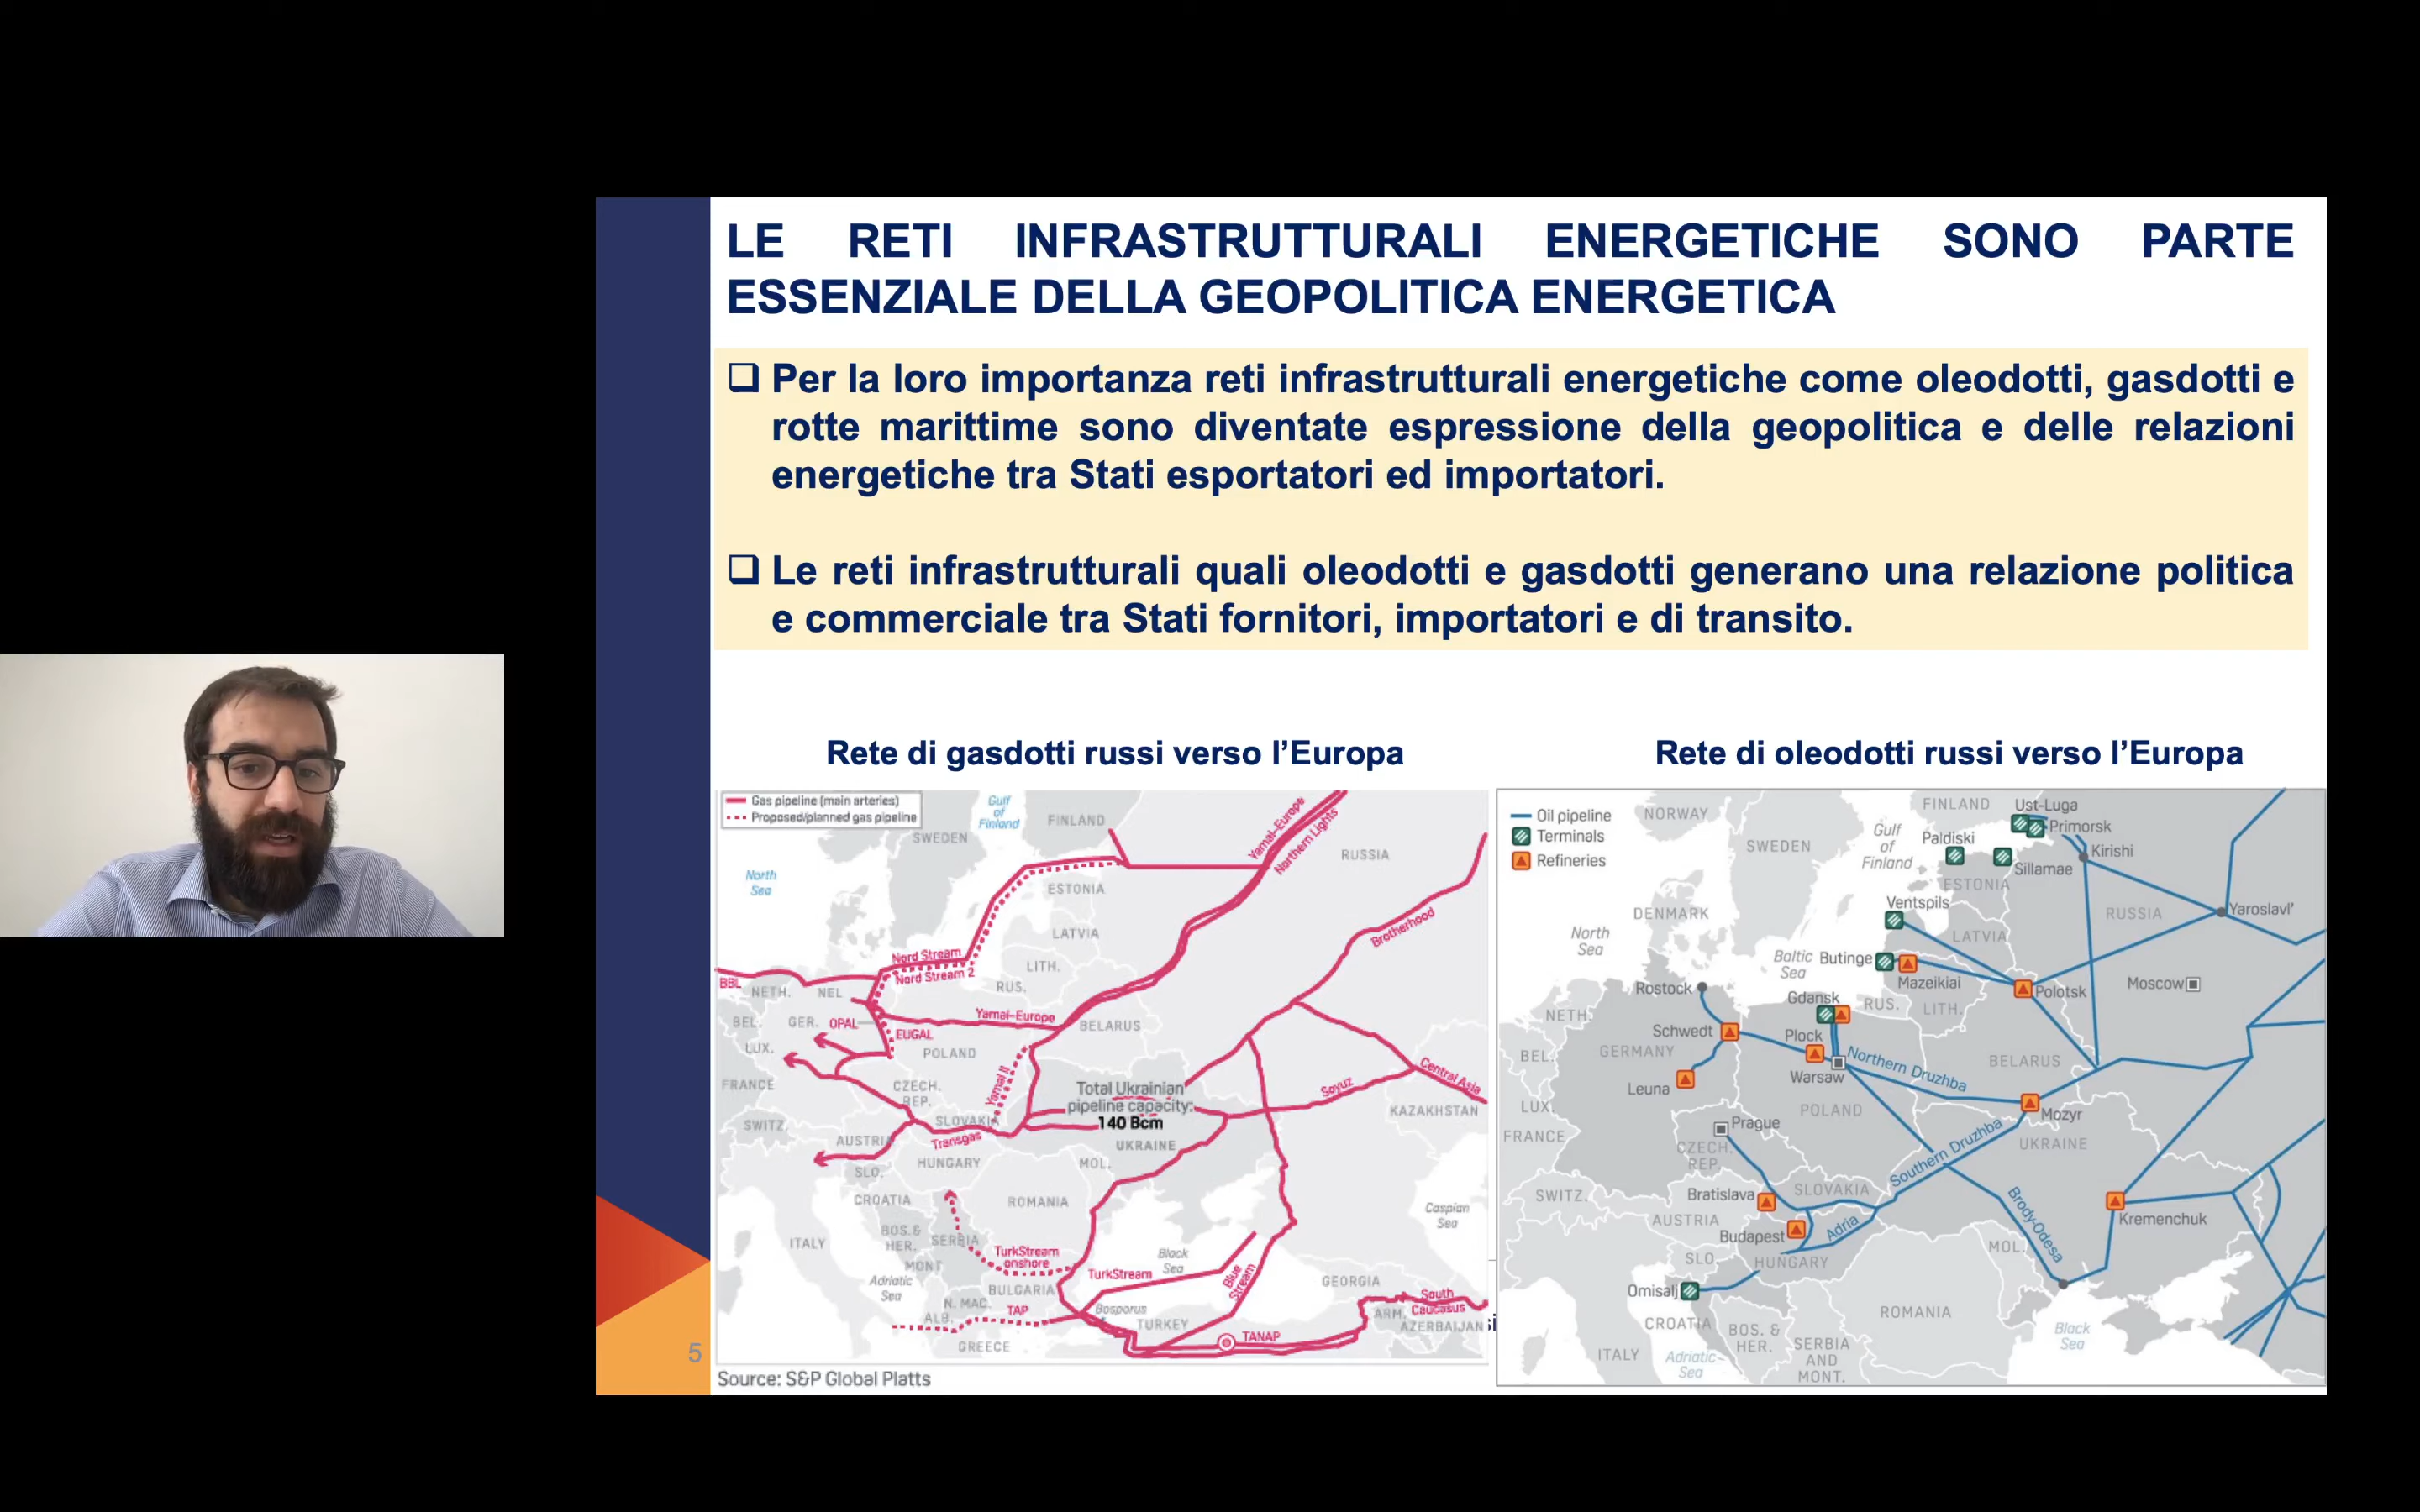 LE RETI INFRASTRUTTURALI ENERGETICHE SONO PARTE
ESSENZIALE DELLA GEOPOLITICA ENERGETICA
Per la loro importanza reti infrastrutturali energetiche come oleodotti, gasdotti e
rotte marittime sono diventate espressione della geopolitica e delle relazioni
energetiche tra Stati esportatori ed importatori.
Le reti infrastrutturali quali oleodotti e gasdotti generano una relazione politica
e commerciale tra Stati fornitori, importatori e di transito.
Rete di gasdotti russi verso l'Europa
Gas pipeline (main arteries)
Proposed/planned gas pipeline
Gulf
of
Finland
FINLAND
SWEDEN
Yamal-Europe
Northern Lights
RUSSIA
North
Sea
ESTONIA
Brotherhood
LATVIA
Nord Stream
Nord Stream 2
LITH.
RUS.
BBL
NETH.
NEL
BEL.
GER.
OPAL
EUGAL
Yamal-Europe
BELARUS
LUX.
POLAND
FRANCE
CZECH.
REP.
Yamal II
Total Ukrainian
pipeline capacity:
140 Bcm
Soyuz
Central Asia
KAZAKHSTAN
SWITZ.
SLOVAKIA
AUSTRIA
Transgas
UKRAINE
HUNGARY
MOL.
SLO.
CROATIA
ROMANIA
Caspian
Sea
BOS.&
HER.
SERBIA
ITALY
MONT
TurkStream
onshore
Black
Sea
TurkStream
Blue
Stream
Adriatic
Sea
BULGARIA
GEORGIA
N. MAC.
ALB.
TAP
Bosporus
South
Caucasus
ARM.
AZERBAIJAN
TURKEY
TANAP
GREECE
Source: S&P Global Platts
5
Rete di oleodotti russi verso l'Europa
Oil pipeline
Terminals
Refineries
NORWAY
FINLAND
Ust-Luga
Primorsk
SWEDEN
Gulf
of
Finland
Paldiski
Kirishi
Sillamae
ESTONIA
Ventspils
DENMARK
RUSSIA
Yaroslavl'
North
Sea
LATVIA
Baltic
Sea
Butinge
Mazeikiai
Polotsk
Moscow
Rostock
Gdansk
RUS.
LITH.
NETH.
Schwedt
Plock
BEL.
GERMANY
Northern Druzhba
BELARUS
Warsaw
Leuna
LUX.
POLAND
Mozyr
FRANCE
Prague
CZECH.
REP.
Southern Druzhba
UKRAINE
SWITZ.
Bratislava
SLOVAKIA
AUSTRIA
Budapest
Adria
Brody-Odesa
Kremenchuk
SLO.
HUNGARY
MOL.
Omisalj
CROATIA
ROMANIA
BOS. &
HER.
SERBIA
AND
MONT.
Black
Sea
ITALY
Adriatic
Sea